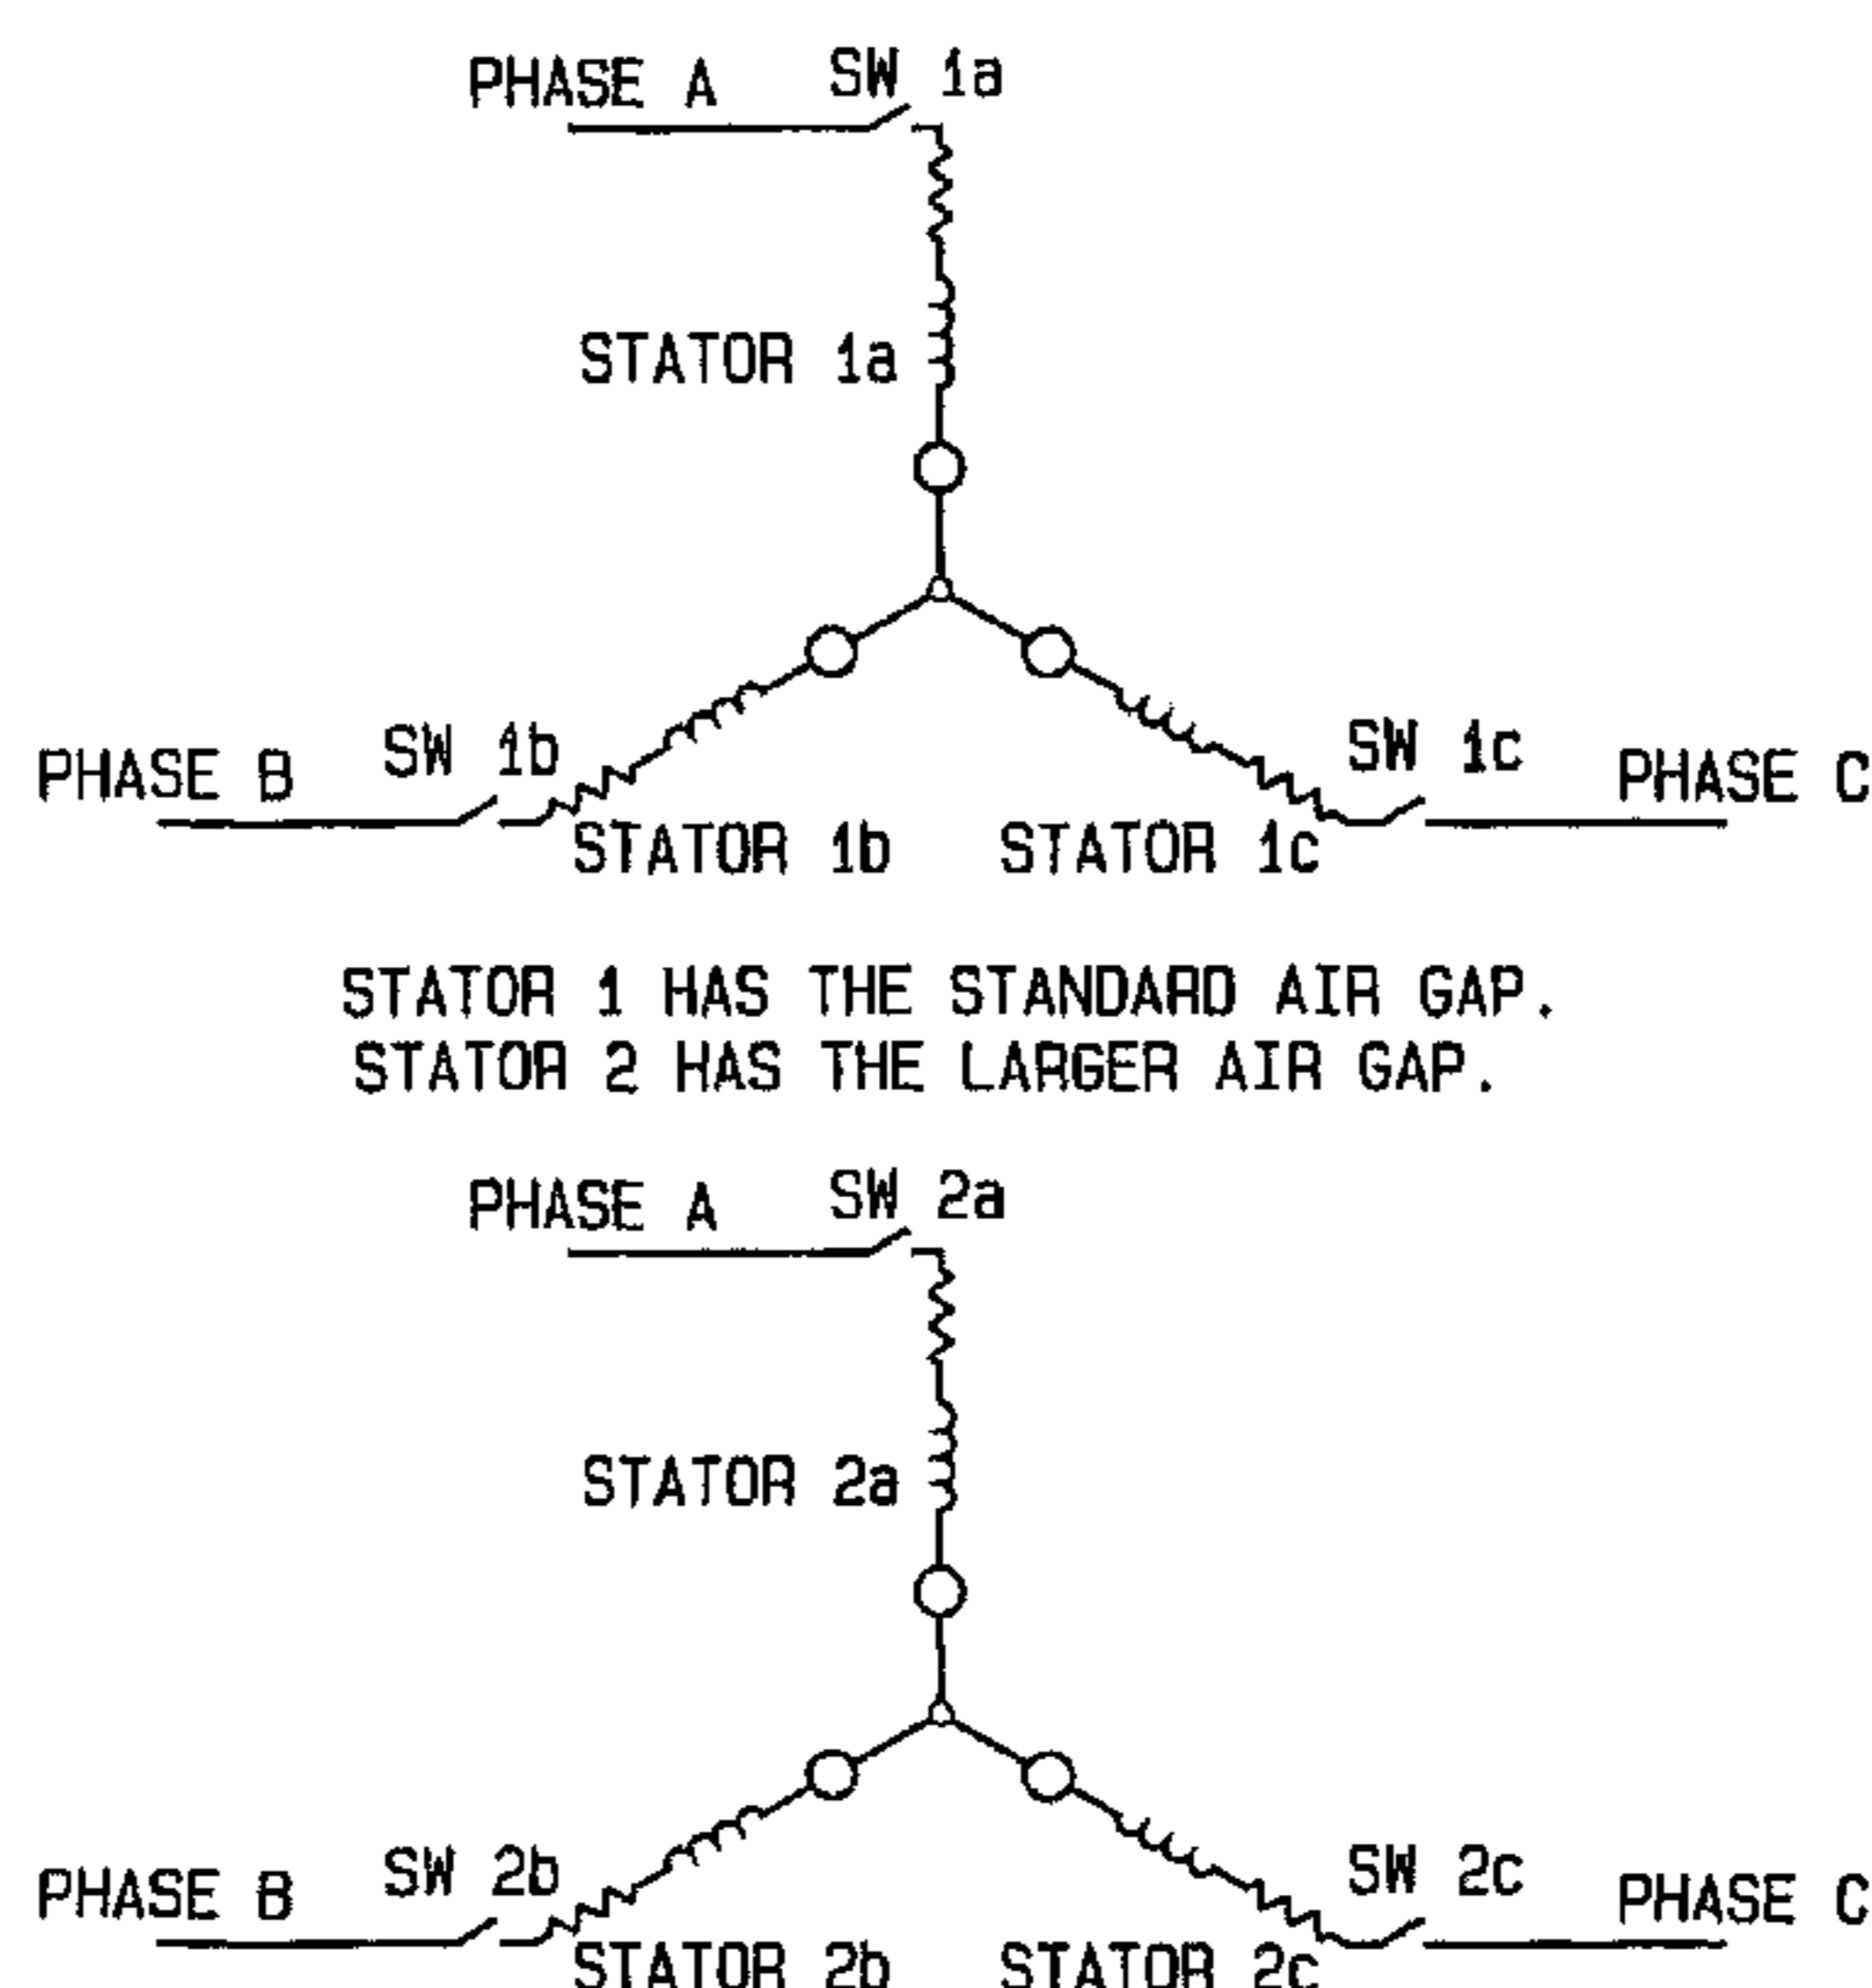 PHASE A SW 1a
STATOR 1a
PHASE B SW 1b SW 1c PHASE C
STATOR 1b STATOR 1c
STATOR 1 HAS THE STANDARD AIR GAP.
STATOR 2 HAS THE LARGER AIR GAP.
PHASE A SW 2a
STATOR 2a
PHASE B SW 2b SW 2c PHASE C
STATOR 2b STATOR 2c